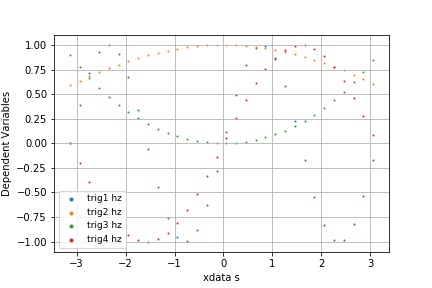 1.00
0.75
0.50
0.25
0.00
−0.25
−0.50
−0.75
−1.00
Dependent Variables
trig1 hz
trig2 hz
trig3 hz
trig4 hz
−3
−2
−1
0
1
2
3
xdata s